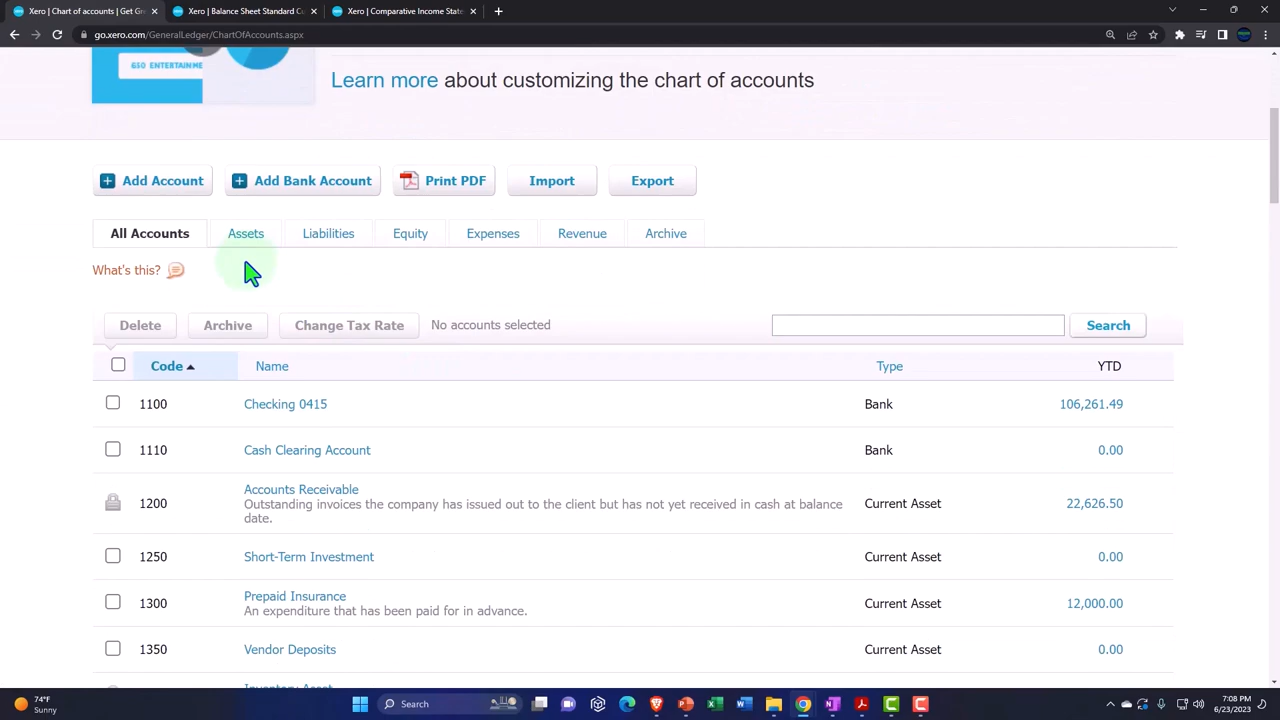 Xero | Chart of accounts | G
Xero | Balance Sheet Standard Cu
Xero | Comparative Income State
go.xero.com/GeneralLedger/ChartOfAccounts.aspx
Learn more about customizing the chart of accounts
Add Account
Add Bank Account
Print PDF
Import
Export
All Accounts
Assets
Liabilities
Equity
Expenses
Revenue
Archive
What's this?
Delete
Archive
Change Tax Rate
No accounts selected
Search
Code Name Type YTD
1100 Checking 0415 Bank 106,261.49
1110 Cash Clearing Account Bank 0.00
Accounts Receivable
1200 Outstanding invoices the company has issued out to the client but has not yet received in cash at balance Current Asset 22,626.50
date.
1250 Short-Term Investment Current Asset 0.00
Prepaid Insurance
1300 An expenditure that has been paid for in advance. Current Asset 12,000.00
1350 Vendor Deposits Current Asset 0.00
Inventory Asset
74°F
Sunny
Search
7:08 PM
6/23/2023